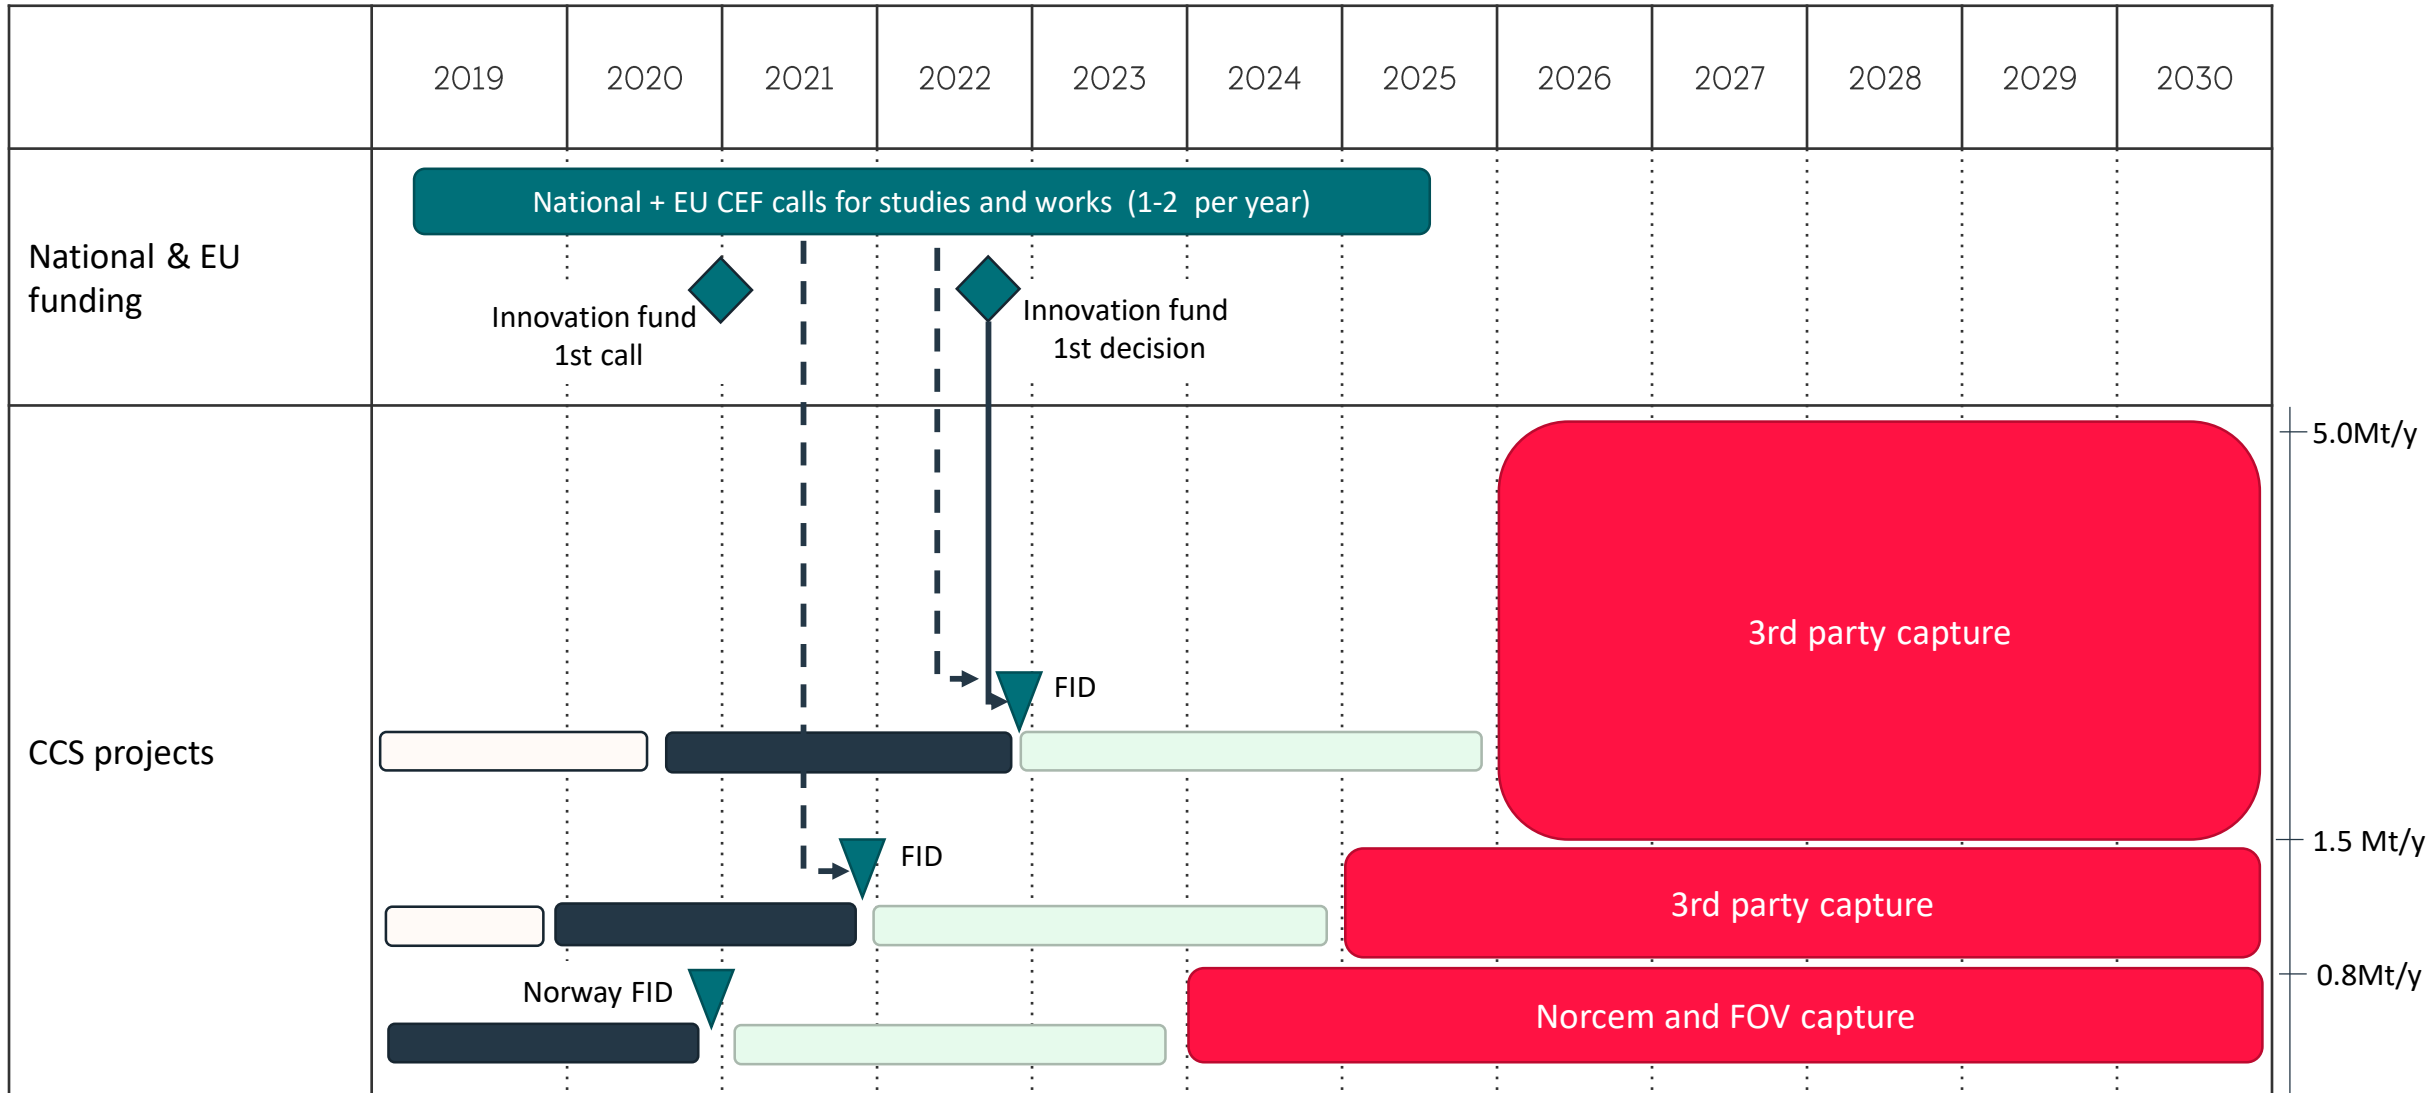 2019 2020 2021 2022 2023 2024 2025 2026 2027 2028 2029 2030
National & EU
funding
National + EU CEF calls for studies and works (1-2 per year)
Innovation fund
1st call
Innovation fund
1st decision
CCS projects
5.0Mt/y
3rd party capture
FID
1.5 Mt/y
FID
3rd party capture
0.8Mt/y
Norway FID
Norcem and FOV capture